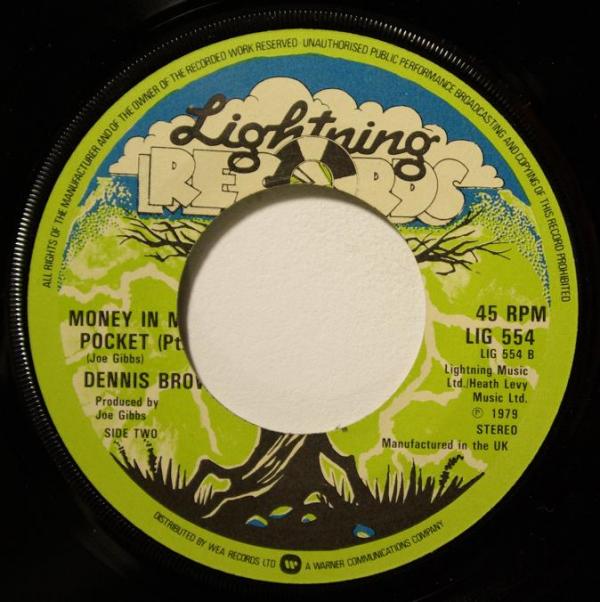 ALL RIGHTS OF THE MANUFACTURER AND OF THE OWNER OF THE RECORDED WORK RESERVED · UNAUTHORISED PUBLIC PERFORMANCE BROADCASTING AND COPYING OF THIS RECORD PROHIBITED
Lightning
RECORDS
MONEY IN M
POCKET (Pt
(Joe Gibbs)
DENNIS BROW
Produced by
Joe Gibbs
SIDE TWO
45 RPM
LIG 554
LIG 554 B
Lightning Music
Ltd./Heath Levy
Music Ltd.
℗ 1979
STEREO
Manufactured in the UK
DISTRIBUTED BY WEA RECORDS LTD A WARNER COMMUNICATIONS COMPANY